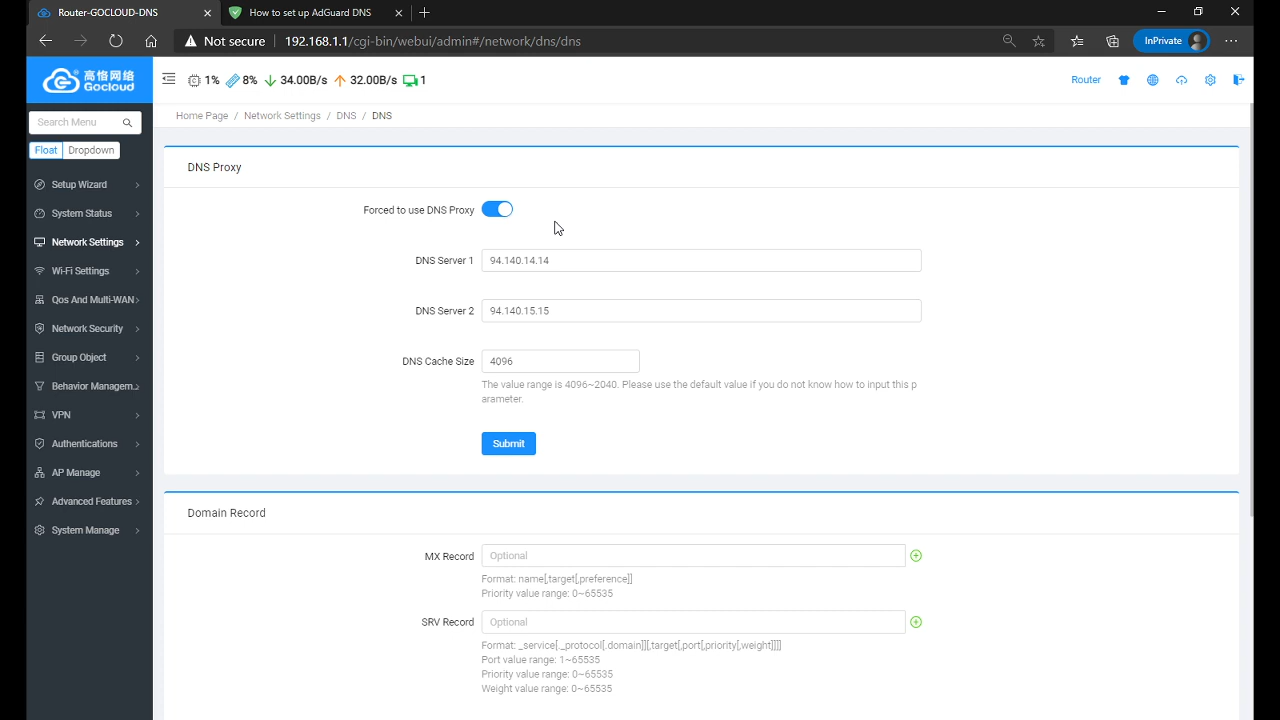 Router-GOCLOUD-DNS
How to set up AdGuard DNS
Not secure
192.168.1.1/cgi-bin/webui/admin#/network/dns/dns
InPrivate
高恪网络
Gocloud
1% 8% 34.00B/s 32.00B/s 1
Router
Search Menu
Home Page / Network Settings / DNS / DNS
Float Dropdown
Setup Wizard
System Status
Network Settings
Wi-Fi Settings
Qos And Multi-WAN
Network Security
Group Object
Behavior Managem...
VPN
Authentications
AP Manage
Advanced Features
System Manage
DNS Proxy
Forced to use DNS Proxy
DNS Server 1 94.140.14.14
DNS Server 2 94.140.15.15
DNS Cache Size 4096
The value range is 4096~2040. Please use the default value if you do not know how to input this p
arameter.
Submit
Domain Record
MX Record Optional
Format: name[,target[,preference]]
Priority value range: 0~65535
SRV Record Optional
Format: _service[._protocol[.domain]][,target[,port[,priority[,weight]]]]
Port value range: 1~65535
Priority value range: 0~65535
Weight value range: 0~65535